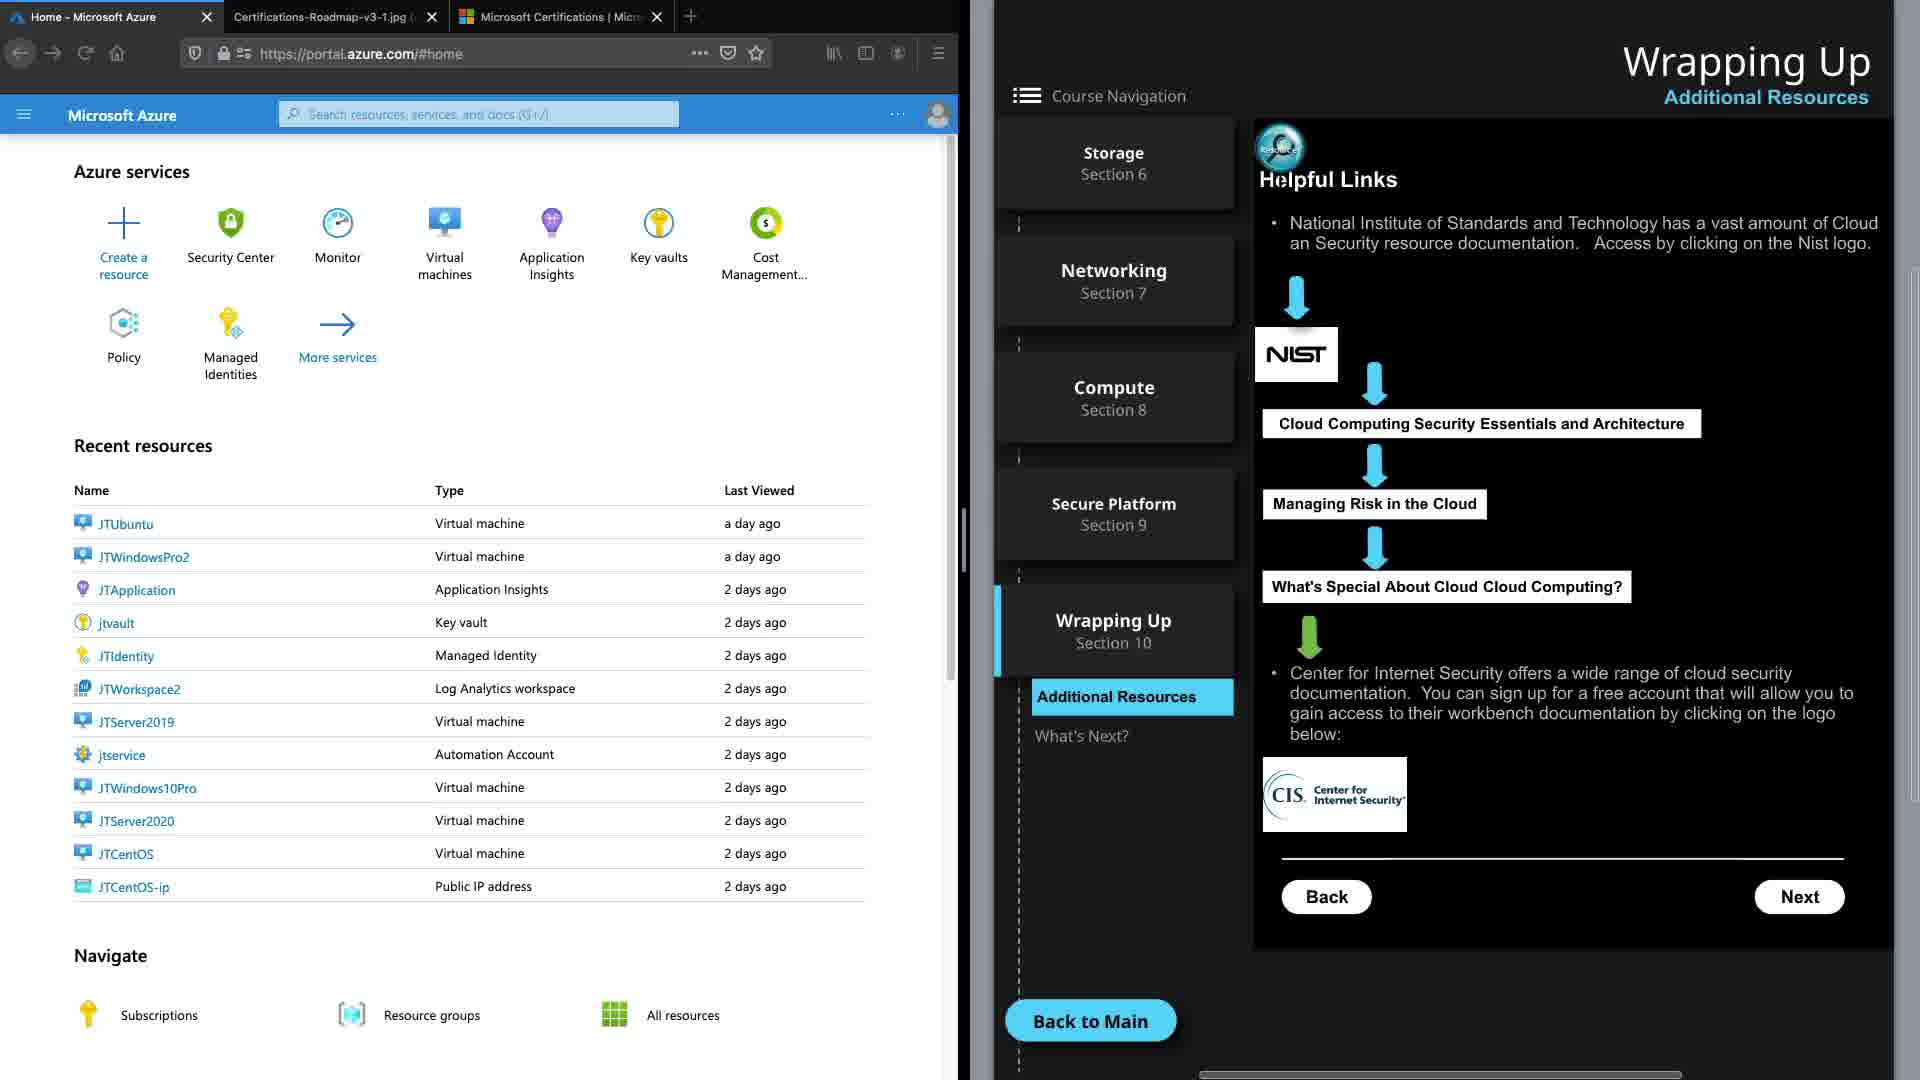 Home - Microsoft Azure
Certifications-Roadmap-v3-1.jpg (
Microsoft Certifications | Micr
https://portal.azure.com/#home
Microsoft Azure
Search resources, services, and docs (G+/)
Azure services
Create a resource
Security Center
Monitor
Virtual machines
Application Insights
Key vaults
Cost Management...
Policy
Managed Identities
More services
Recent resources
Name Type Last Viewed
JTUbuntu Virtual machine a day ago
JTWindowsPro2 Virtual machine a day ago
JTApplication Application Insights 2 days ago
jtvault Key vault 2 days ago
JTIdentity Managed Identity 2 days ago
JTWorkspace2 Log Analytics workspace 2 days ago
JTServer2019 Virtual machine 2 days ago
jtservice Automation Account 2 days ago
JTWindows10Pro Virtual machine 2 days ago
JTServer2020 Virtual machine 2 days ago
JTCentOS Virtual machine 2 days ago
JTCentOS-ip Public IP address 2 days ago
Navigate
Subscriptions
Resource groups
All resources
Wrapping Up
Additional Resources
Course Navigation
Storage
Section 6
Networking
Section 7
Compute
Section 8
Secure Platform
Section 9
Wrapping Up
Section 10
Additional Resources
What's Next?
Back to Main
Helpful Links
• National Institute of Standards and Technology has a vast amount of Cloud
an Security resource documentation. Access by clicking on the Nist logo.
NIST
Cloud Computing Security Essentials and Architecture
Managing Risk in the Cloud
What's Special About Cloud Cloud Computing?
• Center for Internet Security offers a wide range of cloud security
documentation. You can sign up for a free account that will allow you to
gain access to their workbench documentation by clicking on the logo
below:
CIS. Center for
Internet Security®
Back
Next